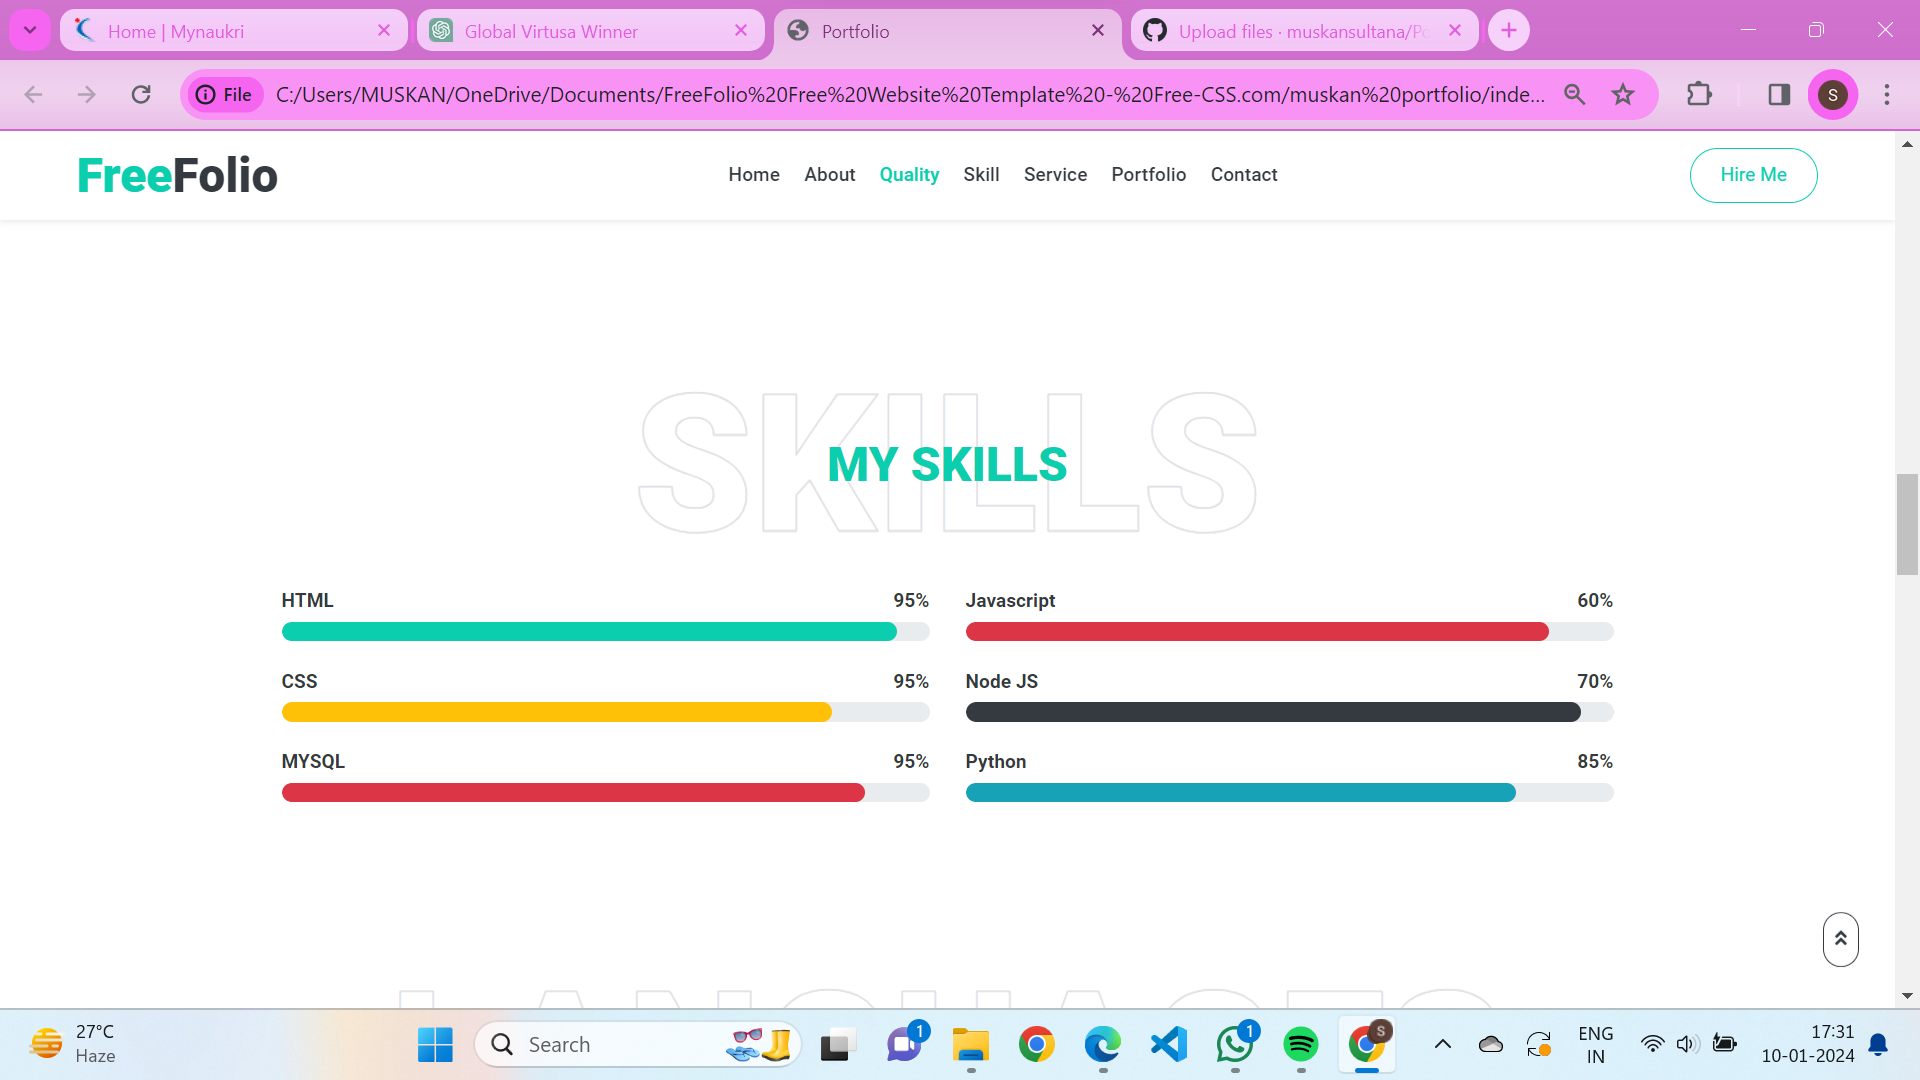 Home | Mynaukri
Global Virtusa Winner
Portfolio
Upload files · muskansultana/Po
File
C:/Users/MUSKAN/OneDrive/Documents/FreeFolio%20Free%20Website%20Template%20-%20Free-CSS.com/muskan%20portfolio/inde...
S
FreeFolio
Home About Quality Skill Service Portfolio Contact
Hire Me
SKILLS
MY SKILLS
HTML 95%
Javascript 60%
CSS 95%
Node JS 70%
MYSQL 95%
Python 85%
LANGUAGES
27°C
Haze
Search
1
1
S
ENG
IN
17:31
10-01-2024